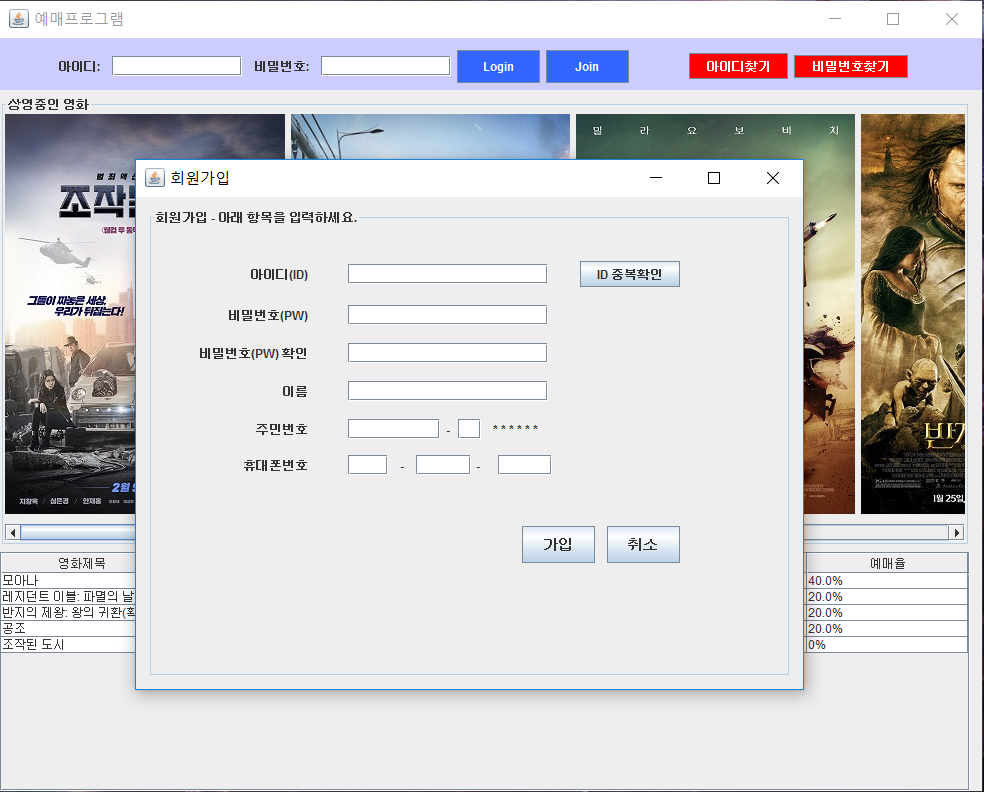 예매프로그램
아이디: 비밀번호: Login Join 아이디찾기 비밀번호찾기
상영중인 영화
밀 라 요 보 비 치
범 죄 액
조작
그들이 짜놓은 세상,
우리가 뒤집는다!
지창욱 / 심은경 / 안재홍
2월
반지
1월 25일
회원가입
회원가입 - 아래 항목을 입력하세요.
아이디(ID) ID 중복확인
비밀번호(PW)
비밀번호(PW) 확인
이름
주민번호 - ******
휴대폰번호 - -
가입 취소
영화제목 예매율
모아나 40.0%
레지던트 이블: 파멸의 날 20.0%
반지의 제왕: 왕의 귀환(확 20.0%
공조 20.0%
조작된 도시 0%